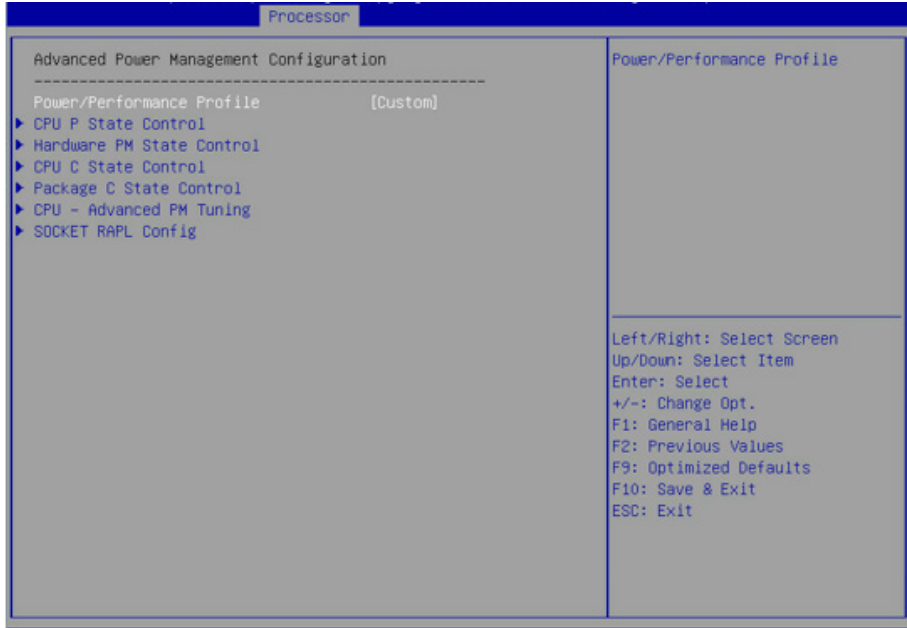 Processor
Advanced Power Management Configuration
--------------------------------------------------
Power/Performance Profile [Custom]
CPU P State Control
Hardware PM State Control
CPU C State Control
Package C State Control
CPU - Advanced PM Tuning
SOCKET RAPL Config
Power/Performance Profile
Left/Right: Select Screen
Up/Down: Select Item
Enter: Select
+/-: Change Opt.
F1: General Help
F2: Previous Values
F9: Optimized Defaults
F10: Save & Exit
ESC: Exit